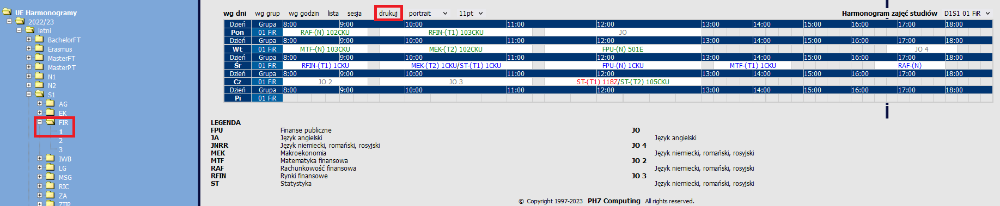 UE Harmonogramy
2022/23
letni
BachelorFT
Erasmus
MasterFT
MasterPT
N1
N2
S1
AG
EK
FIR
1
2
3
IWB
LG
MSG
RIC
ZA
ZIIP
wg dni wg grup wg godzin lista sesja drukuj portrait 11pt Harmonogram zajęć studiów D1S1 01 FiR
Dzień Grupa 8:00 9:00 10:00 11:00 12:00 13:00 14:00 15:00 16:00 17:00 18:00
Pon 01 FiR RAF-(N) 102CKU RFIN-(T1) 103CKU JO
Dzień Grupa 8:00 9:00 10:00 11:00 12:00 13:00 14:00 15:00 16:00 17:00 18:00
Wt 01 FiR MTF-(N) 103CKU MEK-(T2) 102CKU FPU-(N) 501E JO 4
Dzień Grupa 8:00 9:00 10:00 11:00 12:00 13:00 14:00 15:00 16:00 17:00 18:00
Śr 01 FiR RFIN-(T1) 1CKU MEK-(T2) 1CKU/ST-(T1) 1CKU FPU-(N) 1CKU MTF-(T1) 1CKU RAF-(N)
Dzień Grupa 8:00 9:00 10:00 11:00 12:00 13:00 14:00 15:00 16:00 17:00 18:00
Cz 01 FiR JO 2 JO 3 ST-(T1) 118Z/ST-(T2) 105CKU
Dzień Grupa 8:00 9:00 10:00 11:00 12:00 13:00 14:00 15:00 16:00 17:00 18:00
Pi 01 FiR
LEGENDA
FPU Finanse publiczne JO
JA Język angielski Język angielski
JNRR Język niemiecki, romański, rosyjski JO 4
MEK Makroekonomia Język niemiecki, romański, rosyjski
MTF Matematyka finansowa JO 2
RAF Rachunkowość finansowa Język niemiecki, romański, rosyjski
RFIN Rynki finansowe JO 3
ST Statystyka Język niemiecki, romański, rosyjski
© Copyright 1997-2023 PH7 Computing All rights reserved.